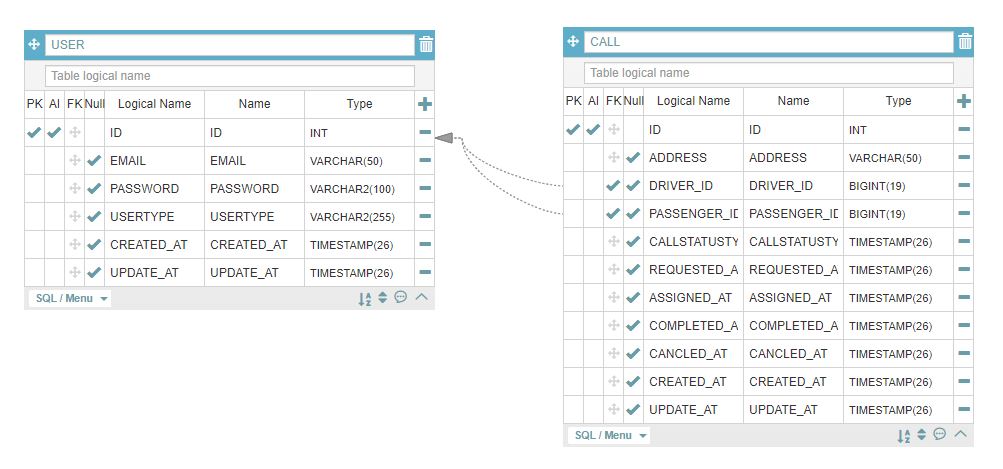 USER
Table logical name
PK AI FK Null Logical Name Name Type
ID ID INT
EMAIL EMAIL VARCHAR(50)
PASSWORD PASSWORD VARCHAR2(100)
USERTYPE USERTYPE VARCHAR2(255)
CREATED_AT CREATED_AT TIMESTAMP(26)
UPDATE_AT UPDATE_AT TIMESTAMP(26)
SQL / Menu
CALL
Table logical name
PK AI FK Null Logical Name Name Type
ID ID INT
ADDRESS ADDRESS VARCHAR(50)
DRIVER_ID DRIVER_ID BIGINT(19)
PASSENGER_ID PASSENGER_ID BIGINT(19)
CALLSTATUSTY CALLSTATUSTY TIMESTAMP(26)
REQUESTED_A REQUESTED_A TIMESTAMP(26)
ASSIGNED_AT ASSIGNED_AT TIMESTAMP(26)
COMPLETED_A COMPLETED_A TIMESTAMP(26)
CANCLED_AT CANCLED_AT TIMESTAMP(26)
CREATED_AT CREATED_AT TIMESTAMP(26)
UPDATE_AT UPDATE_AT TIMESTAMP(26)
SQL / Menu